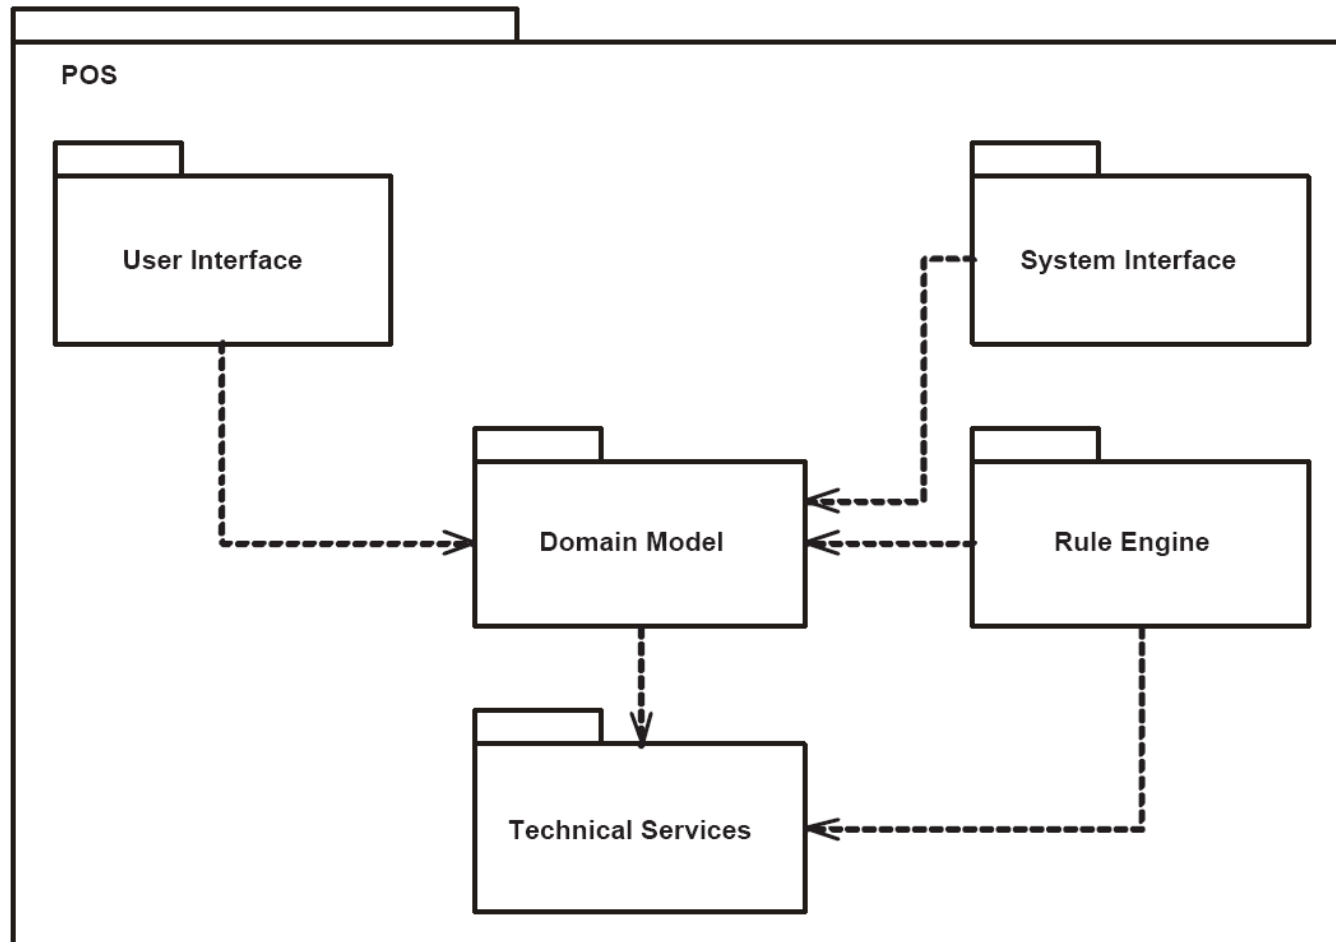 POS
User Interface
System Interface
Domain Model
Rule Engine
Technical Services